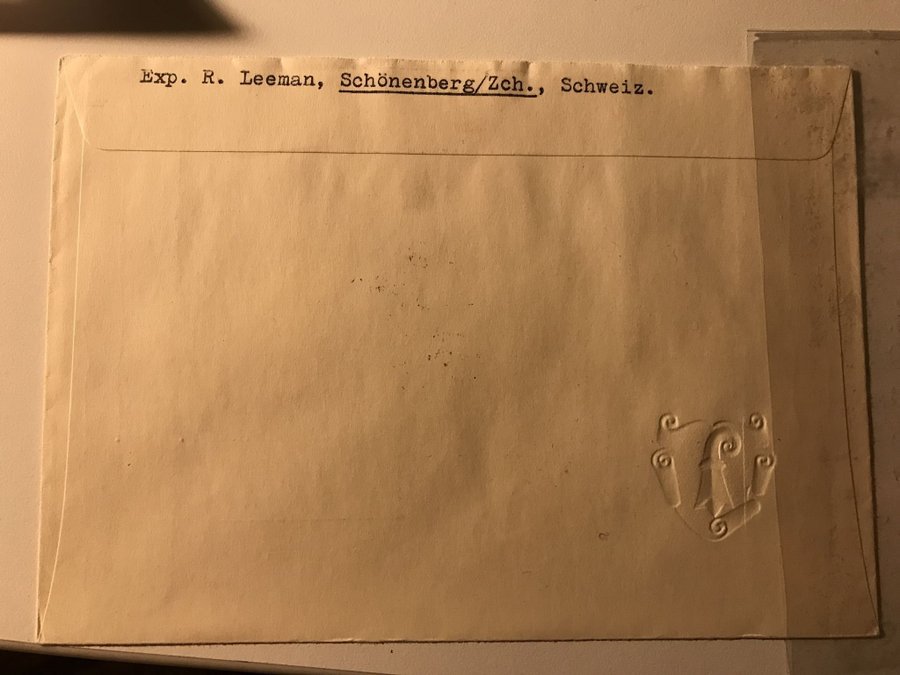 Exp. R. Leeman, Schönenberg/Zch., Schweiz.